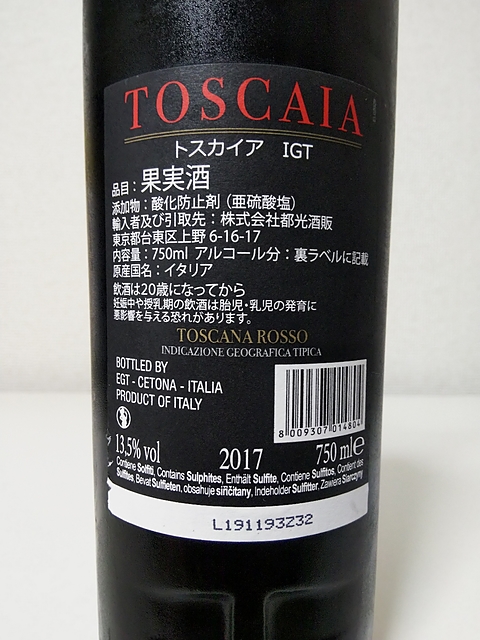 TOSCAIA
トスカイア IGT
品目：果実酒
添加物：酸化防止剤（亜硫酸塩）
輸入者及び引取先：株式会社都光酒販
東京都台東区上野 6-16-17
内容量：750ml アルコール分：裏ラベルに記載
原産国名：イタリア
飲酒は20歳になってから
妊娠中や授乳期の飲酒は胎児・乳児の発育に
悪影響を与える恐れがあります。
TOSCANA ROSSO
INDICAZIONE GEOGRAFICA TIPICA
BOTTLED BY
EGT - CETONA - ITALIA
PRODUCT OF ITALY
8 009307 014804
13,5% vol 2017 750 ml e
Contiene Solfiti, Contains Sulphites, Enthält Sulfite, Contiene Sulfitos, Contient des
Sulfites, Bevat Sulfieten, obsahuje siřičitany, Indeholder Sulfitter, Zawiera Siarczyny
L191193Z32